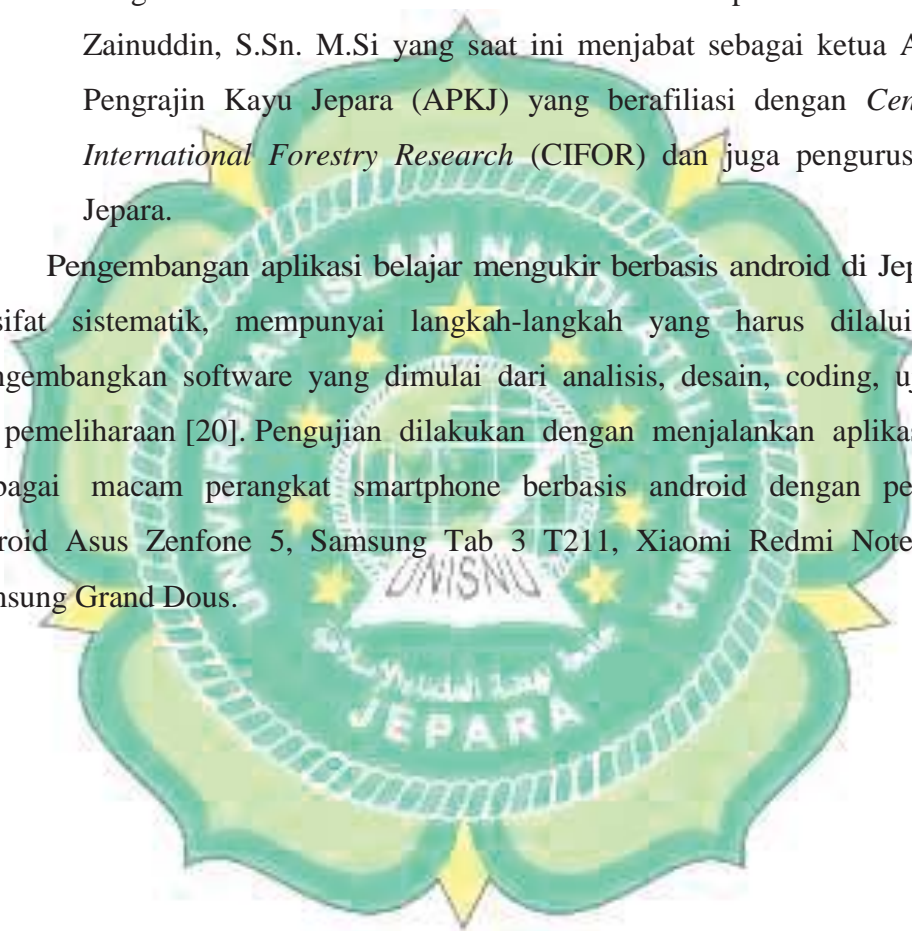 Zainuddin, S.Sn. M.Si yang saat ini menjabat sebagai ketua A
Pengrajin Kayu Jepara (APKJ) yang berafiliasi dengan Cen
International Forestry Research (CIFOR) dan juga pengurus
Jepara.
Pengembangan aplikasi belajar mengukir berbasis android di Jep
sifat sistematik, mempunyai langkah-langkah yang harus dilalui
ngembangkan software yang dimulai dari analisis, desain, coding, uj
pemeliharaan [20]. Pengujian dilakukan dengan menjalankan aplikas
bagai macam perangkat smartphone berbasis android dengan pe
roid Asus Zenfone 5, Samsung Tab 3 T211, Xiaomi Redmi Note
nsung Grand Dous.
UNIVERSITAS ISLAM NAHDLATUL ULAMA
UNISNU
JEPARA